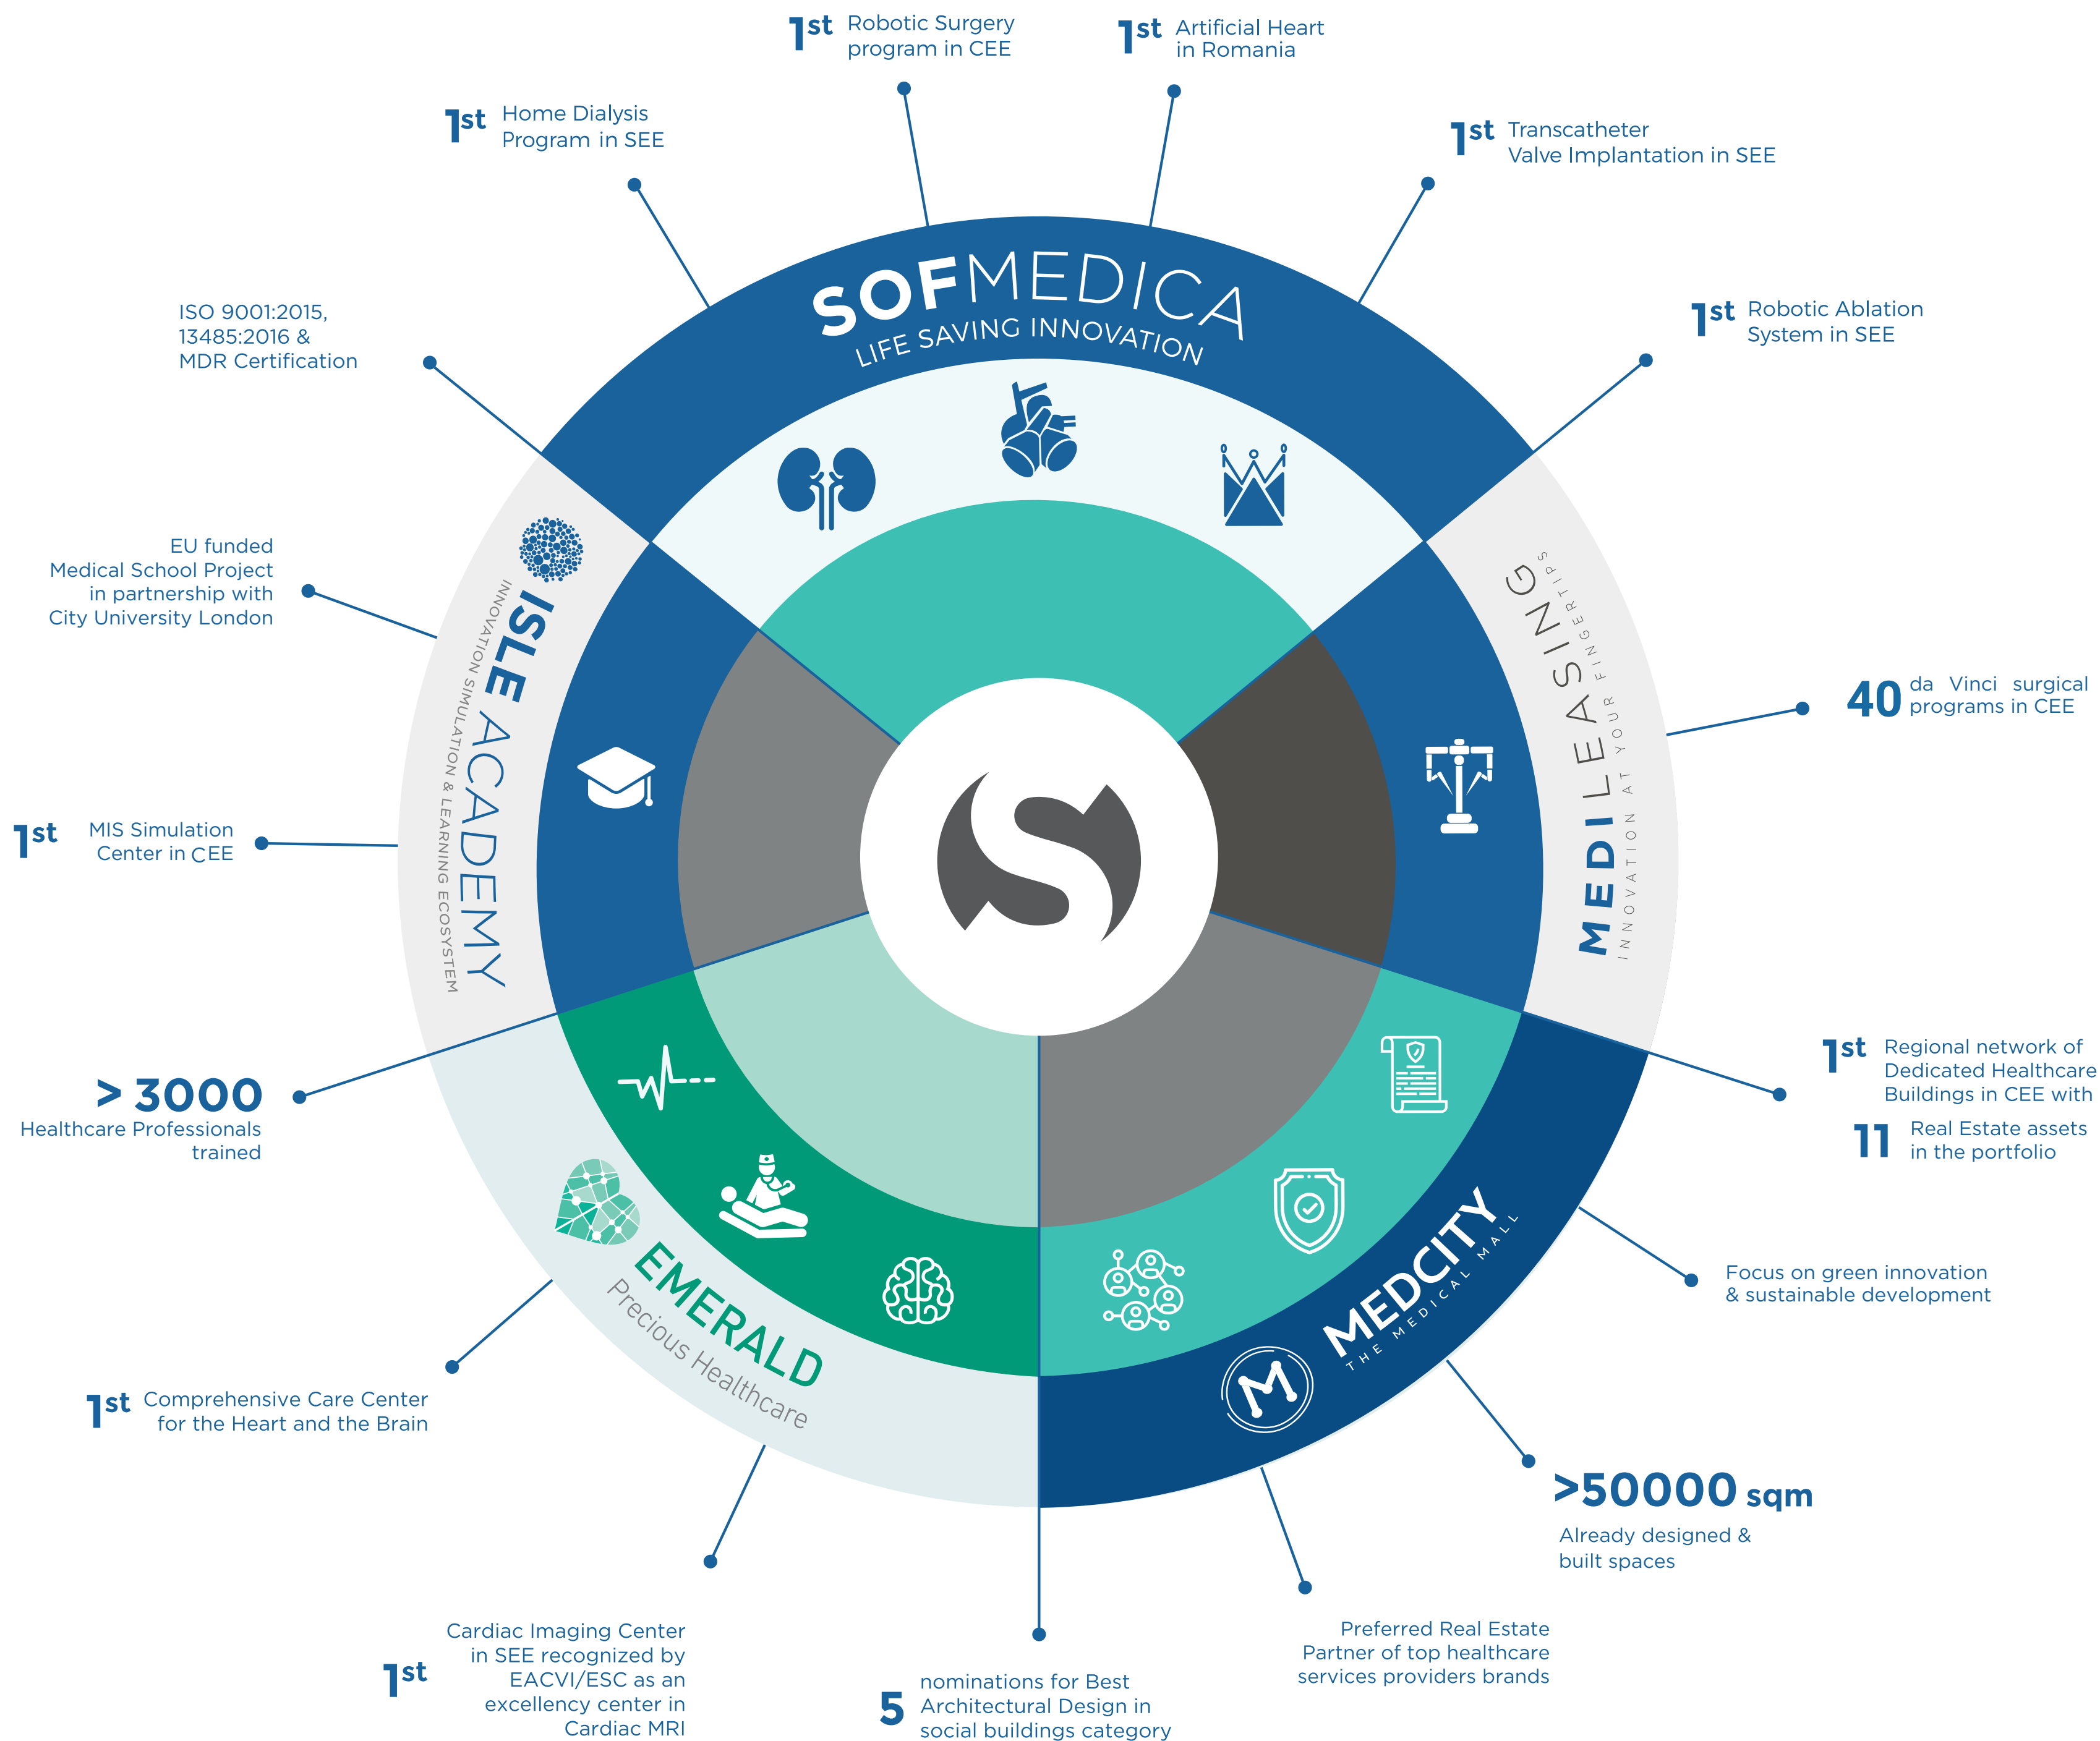 1st Robotic Surgery
program in CEE
1st Artificial Heart
in Romania
1st Home Dialysis
Program in SEE
1st Transcatheter
Valve Implantation in SEE
ISO 9001:2015,
13485:2016 &
MDR Certification
1st Robotic Ablation
System in SEE
SOFMEDICA
LIFE SAVING INNOVATION
EU funded
Medical School Project
in partnership with
City University London
ISLE ACADEMY
INNOVATION SIMULATION & LEARNING ECOSYSTEM
MEDILEASING
INNOVATION AT YOUR FINGERTIPS
40 da Vinci surgical
programs in CEE
1st MIS Simulation
Center in CEE
S
> 3000
Healthcare Professionals
trained
1st Regional network of
Dedicated Healthcare
Buildings in CEE with
11 Real Estate assets
in the portfolio
EMERALD
Precious Healthcare
M
MEDCITY
THE MEDICAL MALL
Focus on green innovation
& sustainable development
1st Comprehensive Care Center
for the Heart and the Brain
>50000 sqm
Already designed &
built spaces
1st Cardiac Imaging Center
in SEE recognized by
EACVI/ESC as an
excellency center in
Cardiac MRI
5 nominations for Best
Architectural Design in
social buildings category
Preferred Real Estate
Partner of top healthcare
services providers brands